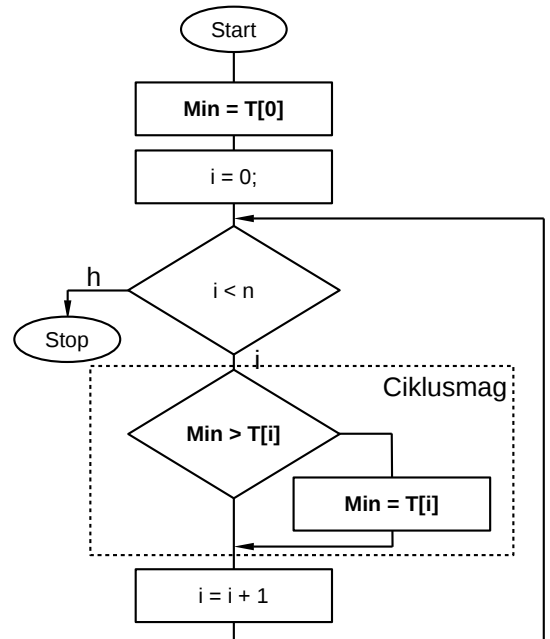 Start
Min = T[0]
i = 0;
h
i < n
Stop
i
Ciklusmag
Min > T[i]
Min = T[i]
i = i + 1